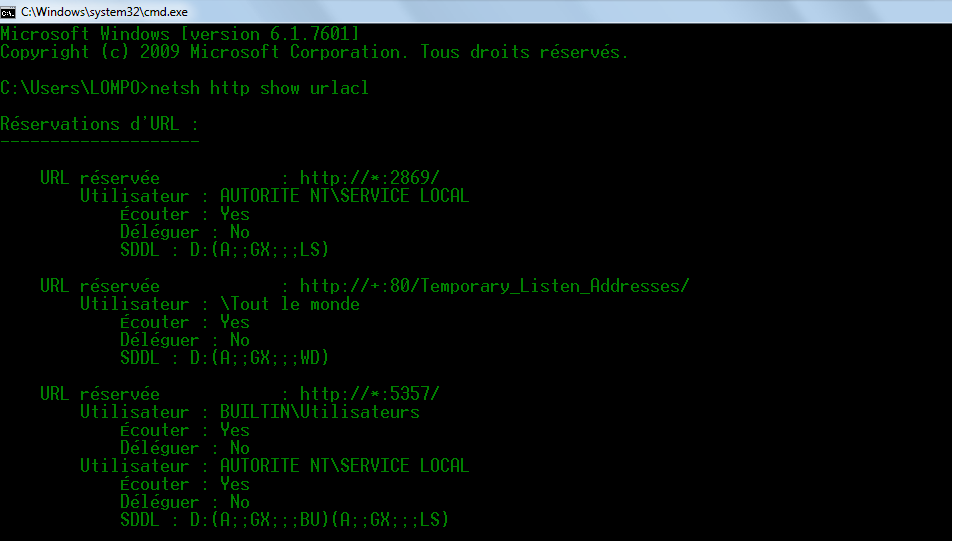 C:\Windows\system32\cmd.exe
Microsoft Windows [version 6.1.7601]
Copyright (c) 2009 Microsoft Corporation. Tous droits réservés.
C:\Users\LOMPO>netsh http show urlacl
Réservations d'URL :
--------------------
URL réservée : http://*:2869/
Utilisateur : AUTORITE NT\SERVICE LOCAL
Écouter : Yes
Déléguer : No
SDDL : D:(A;;GX;;;LS)
URL réservée : http://+:80/Temporary_Listen_Addresses/
Utilisateur : \Tout le monde
Écouter : Yes
Déléguer : No
SDDL : D:(A;;GX;;;WD)
URL réservée : http://*:5357/
Utilisateur : BUILTIN\Utilisateurs
Écouter : Yes
Déléguer : No
Utilisateur : AUTORITE NT\SERVICE LOCAL
Écouter : Yes
Déléguer : No
SDDL : D:(A;;GX;;;BU)(A;;GX;;;LS)